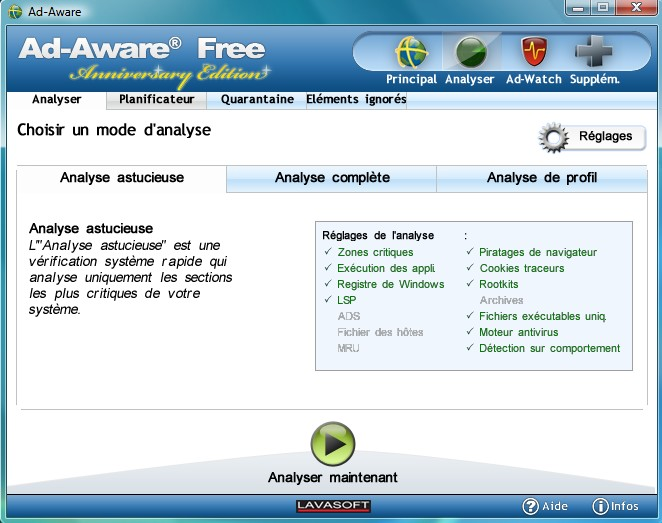 Ad-Aware
Ad-Aware® Free
Anniversary Edition
Principal Analyser Ad-Watch Supplém.
Analyser Planificateur Quarantaine Eléments ignorés
Choisir un mode d'analyse
Réglages
Analyse astucieuse Analyse complète Analyse de profil
Analyse astucieuse
L'"Analyse astucieuse" est une
vérification système rapide qui
analyse uniquement les sections
les plus critiques de votre
système.
Réglages de l'analyse :
Zones critiques
Exécution des appli.
Registre de Windows
LSP
ADS
Fichier des hôtes
MRU
Piratages de navigateur
Cookies traceurs
Rootkits
Archives
Fichiers exécutables uniq.
Moteur antivirus
Détection sur comportement
Analyser maintenant
LAVASOFT
Aide
Infos